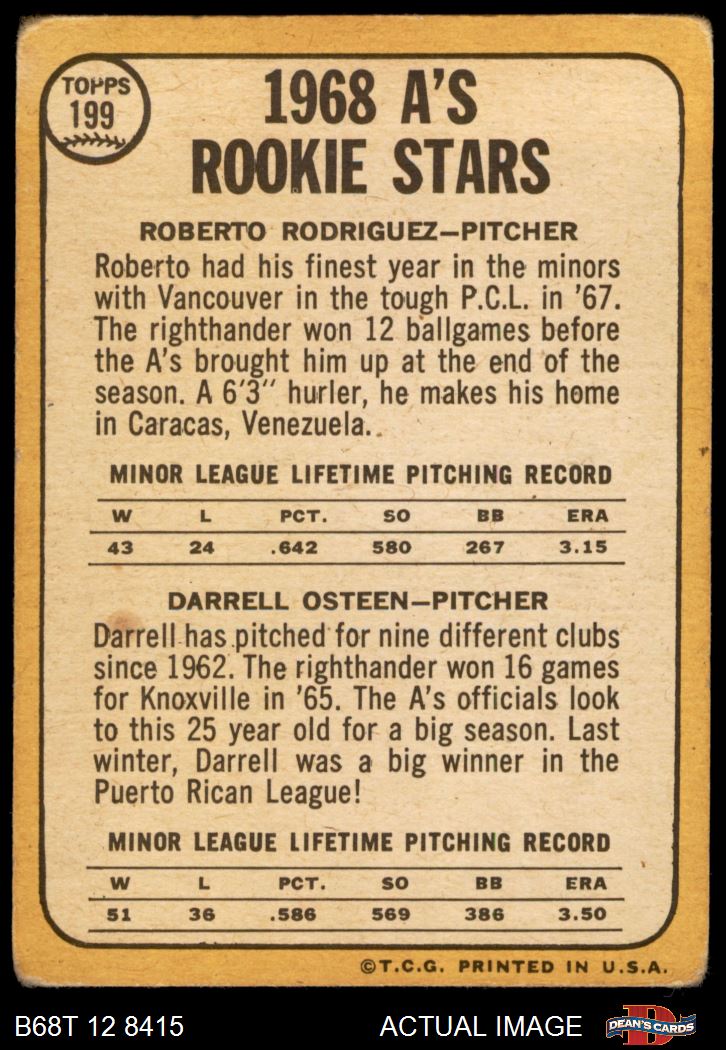 TOPPS
199
1968 A'S
ROOKIE STARS
ROBERTO RODRIGUEZ—PITCHER
Roberto had his finest year in the minors
with Vancouver in the tough P.C.L. in '67.
The righthander won 12 ballgames before
the A's brought him up at the end of the
season. A 6'3" hurler, he makes his home
in Caracas, Venezuela.
MINOR LEAGUE LIFETIME PITCHING RECORD
W L PCT. SO BB ERA
43 24 .642 580 267 3.15
DARRELL OSTEEN—PITCHER
Darrell has pitched for nine different clubs
since 1962. The righthander won 16 games
for Knoxville in '65. The A's officials look
to this 25 year old for a big season. Last
winter, Darrell was a big winner in the
Puerto Rican League!
MINOR LEAGUE LIFETIME PITCHING RECORD
W L PCT. SO BB ERA
51 36 .586 569 386 3.50
©T.C.G. PRINTED IN U.S.A.
B68T 12 8415 ACTUAL IMAGE D DEAN'S CARDS